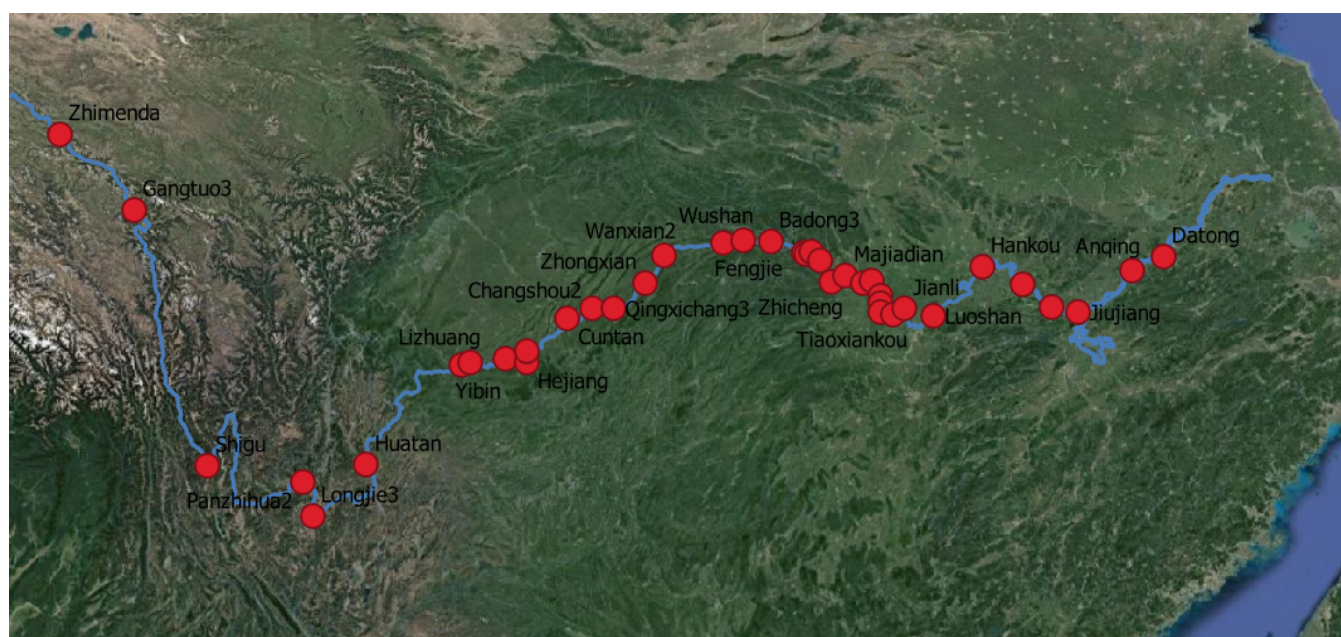 Zhimenda
Gangtuo3
Shigu
Panzhihua2
Longjie3
Huatan
Lizhuang
Yibin
Hejiang
Changshou2
Cuntan
Qingxichang3
Zhongxian
Wanxian2
Wushan
Fengjie
Badong3
Zhicheng
Majiadian
Tiaoxiankou
Jianli
Luoshan
Hankou
Jiujiang
Anqing
Datong